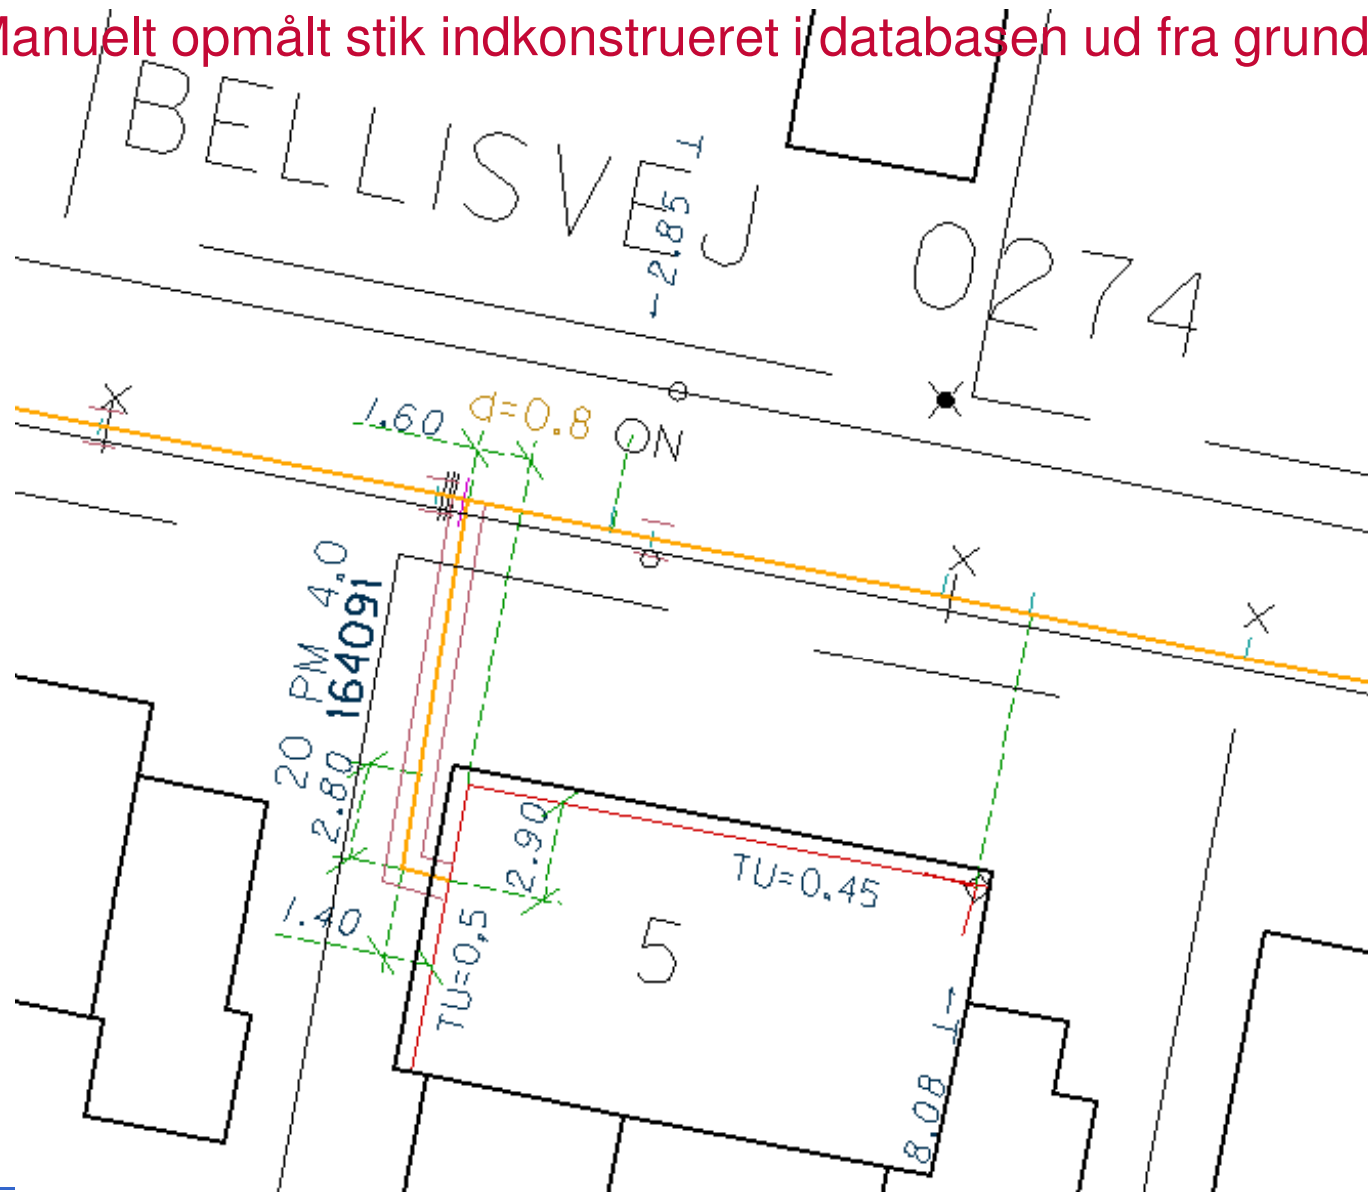 Manuelt opmålt stik indkonstrueret i databasen ud fra grund
BELLISVEJ 0274
2.85
1.60
d=0.8
ON
20 PM 4.0
164091
2.80
2.90
TU=0.45
1.40
TU=0,5
5
8.08